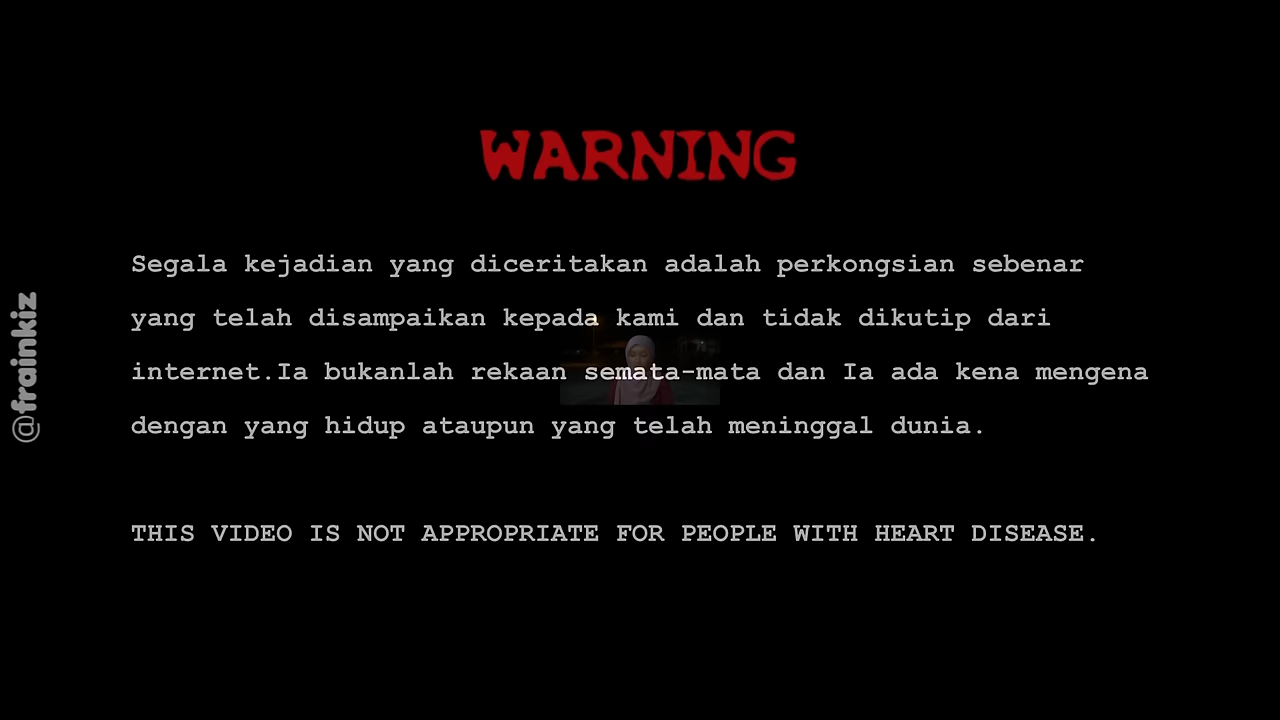 WARNING
Segala kejadian yang diceritakan adalah perkongsian sebenar
yang telah disampaikan kepada kami dan tidak dikutip dari
internet.Ia bukanlah rekaan semata-mata dan Ia ada kena mengena
dengan yang hidup ataupun yang telah meninggal dunia.
THIS VIDEO IS NOT APPROPRIATE FOR PEOPLE WITH HEART DISEASE.
@frainkiz